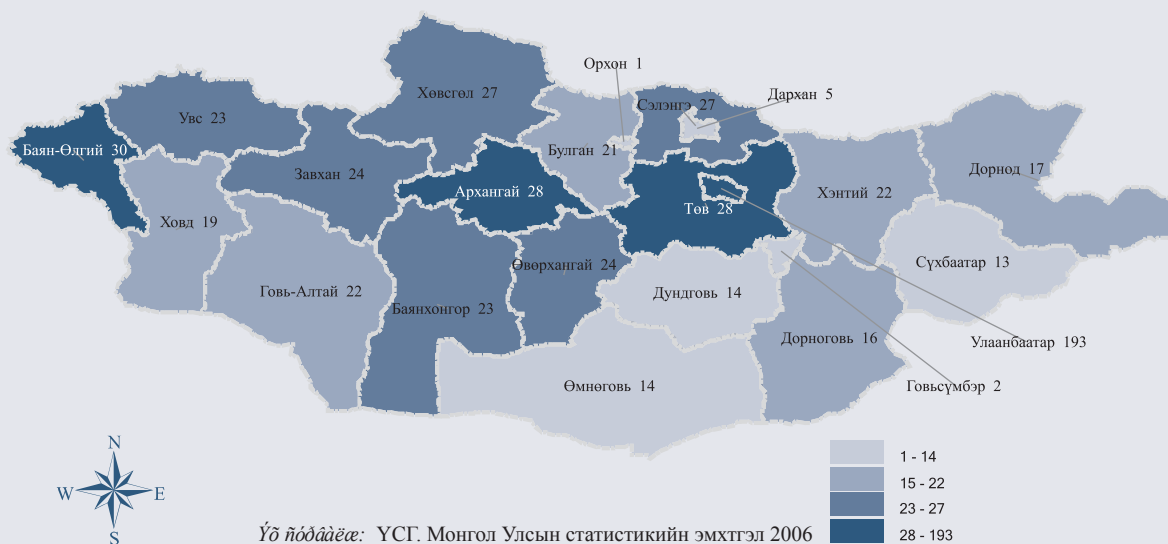 Орхон 1
Хөвсгөл 27
Сэлэнгэ 27
Дархан 5
Увс 23
Баян-Өлгий 30
Булган 21
Завхан 24
Архангай 28
Хэнтий 22
Дорнод 17
Ховд 19
Төв 28
Өвөрхангай 24
Сүхбаатар 13
Говь-Алтай 22
Дундговь 14
Баянхонгор 23
Дорноговь 16
Улаанбаатар 193
Өмнөговь 14
Говьсүмбэр 2
N
W E
S
1 - 14
15 - 22
23 - 27
28 - 193
Ýõ ñóðâàëæ: ҮСГ. Монгол Улсын статистикийн эмхтгэл 2006